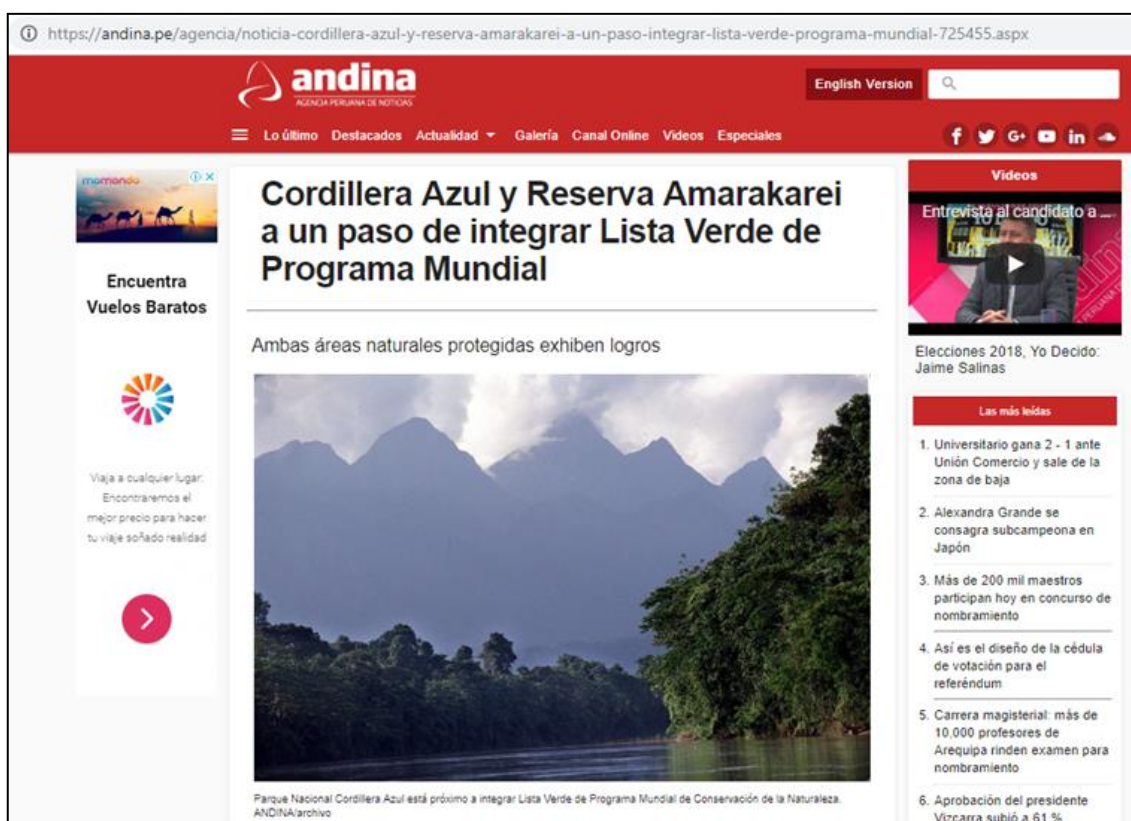 https://andina.pe/agencia/noticia-cordillera-azul-y-reserva-amarakarei-a-un-paso-integrar-lista-verde-programa-mundial-725455.aspx
andina
AGENCIA PERUANA DE NOTICIAS
English Version
Lo último Destacados Actualidad Galería Canal Online Videos Especiales
momondo
Encuentra
Vuelos Baratos
Viaja a cualquier lugar:
Encontraremos el
mejor precio para hacer
tu viaje soñado realidad
Cordillera Azul y Reserva Amarakarei
a un paso de integrar Lista Verde de
Programa Mundial
Ambas áreas naturales protegidas exhiben logros
Parque Nacional Cordillera Azul está próximo a integrar Lista Verde de Programa Mundial de Conservación de la Naturaleza.
ANDINA/archivo
Videos
Entrevista al candidato a ...
Elecciones 2018, Yo Decido:
Jaime Salinas
Las más leídas
1. Universitario gana 2 - 1 ante
Unión Comercio y sale de la
zona de baja
2. Alexandra Grande se
consagra subcampeona en
Japón
3. Más de 200 mil maestros
participan hoy en concurso de
nombramiento
4. Así es el diseño de la cédula
de votación para el
referéndum
5. Carrera magisterial: más de
10,000 profesores de
Arequipa rinden examen para
nombramiento
6. Aprobación del presidente
Vizcarra subió a 61 %